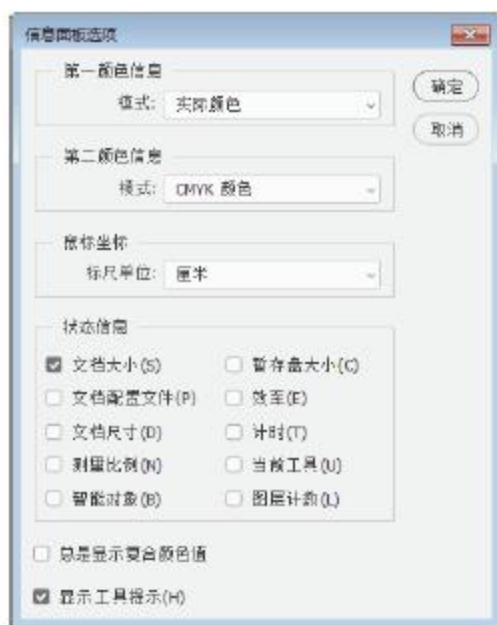 信息面板选项
第一颜色信息
模式: 实际颜色
确定
取消
第二颜色信息
模式: CMYK 颜色
鼠标坐标
标尺单位: 厘米
状态信息
文档大小(S) 暂存盘大小(C)
文档配置文件(P) 效率(E)
文档尺寸(D) 计时(T)
测量比例(N) 当前工具(U)
智能对象(B) 图层计数(L)
总是显示复合颜色值
显示工具提示(H)